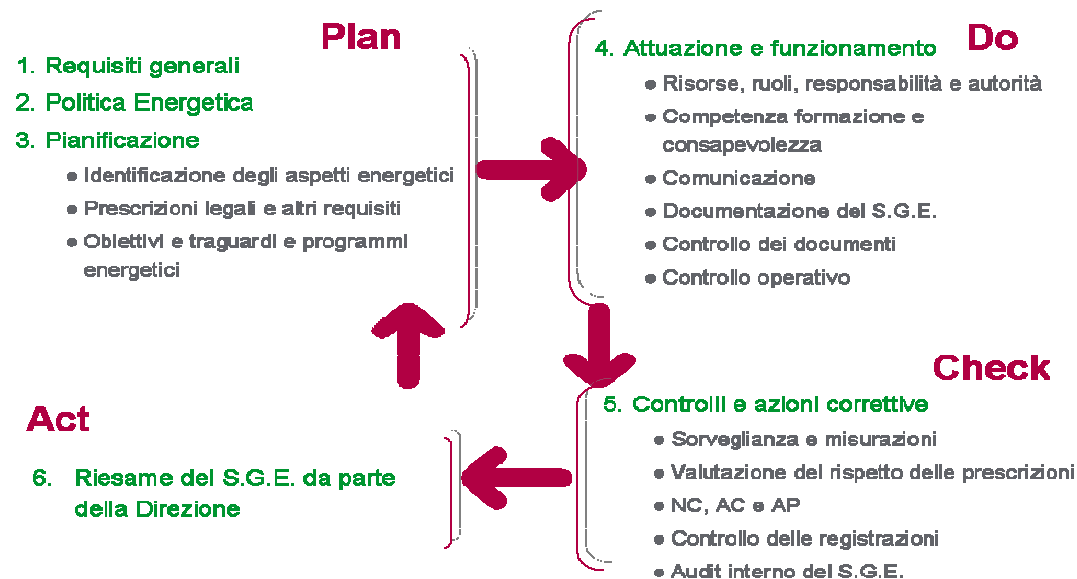 Plan
1. Requisiti generali
2. Politica Energetica
3. Pianificazione
● Identificazione degli aspetti energetici
● Prescrizioni legali e altri requisiti
● Obiettivi e traguardi e programmi
energetici
Do
4. Attuazione e funzionamento
● Risorse, ruoli, responsabilità e autorità
● Competenza formazione e
consapevolezza
● Comunicazione
● Documentazione del S.G.E.
● Controllo dei documenti
● Controllo operativo
Check
5. Controlli e azioni correttive
● Sorveglianza e misurazioni
● Valutazione del rispetto delle prescrizioni
● NC, AC e AP
● Controllo delle registrazioni
● Audit interno del S.G.E.
Act
6. Riesame del S.G.E. da parte
della Direzione